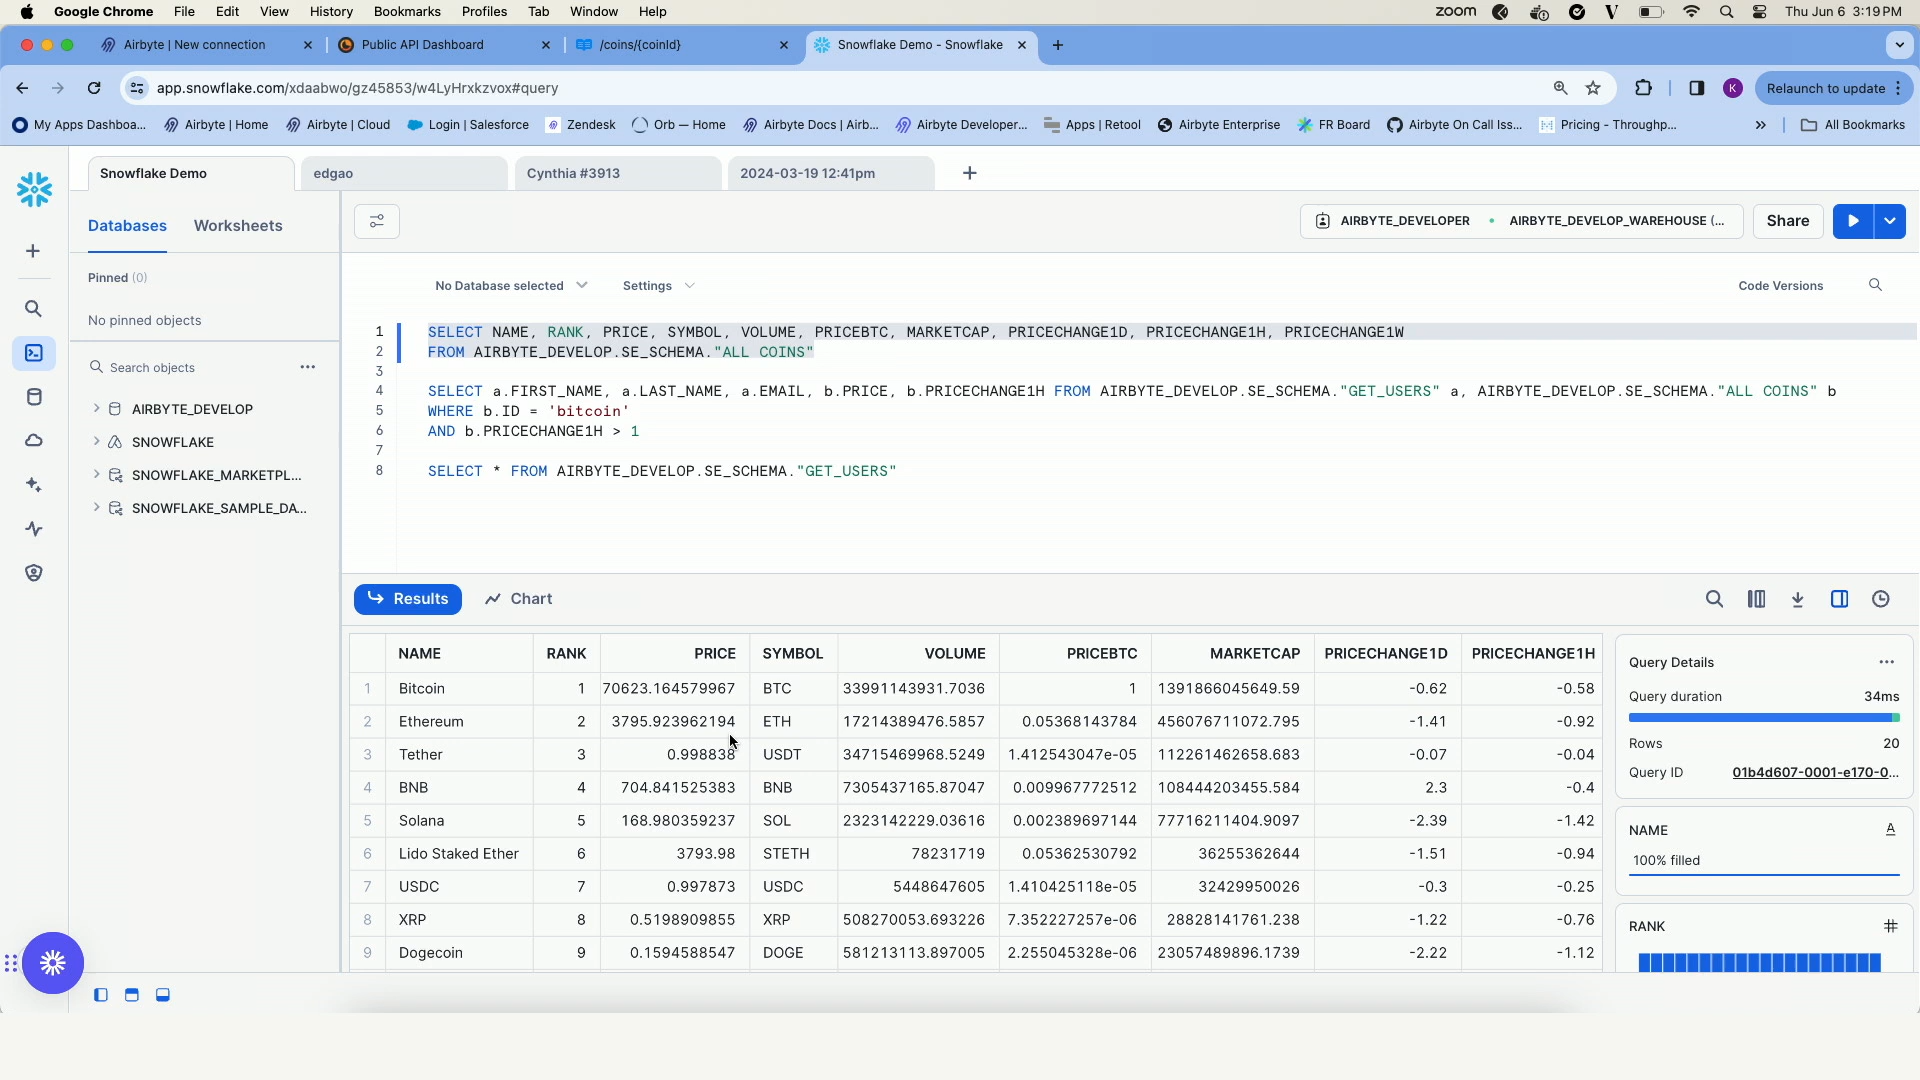 Google Chrome File Edit View History Bookmarks Profiles Tab Window Help zoom Thu Jun 6 3:19 PM
Airbyte | New connection Public API Dashboard /coins/{coinId} Snowflake Demo - Snowflake
app.snowflake.com/xdaabwo/gz45853/w4LyHrxkzvox#query K Relaunch to update
My Apps Dashboa... Airbyte | Home Airbyte | Cloud Login | Salesforce Zendesk Orb — Home Airbyte Docs | Airb... Airbyte Developer... Apps | Retool Airbyte Enterprise FR Board Airbyte On Call Iss... Pricing - Throughp... All Bookmarks
Snowflake Demo edgao Cynthia #3913 2024-03-19 12:41pm
Databases Worksheets
AIRBYTE_DEVELOPER AIRBYTE_DEVELOP_WAREHOUSE (... Share
Pinned (0)
No pinned objects
Search objects
AIRBYTE_DEVELOP
SNOWFLAKE
SNOWFLAKE_MARKETPL...
SNOWFLAKE_SAMPLE_DA...
No Database selected Settings Code Versions
1 SELECT NAME, RANK, PRICE, SYMBOL, VOLUME, PRICEBTC, MARKETCAP, PRICECHANGE1D, PRICECHANGE1H, PRICECHANGE1W
2 FROM AIRBYTE_DEVELOP.SE_SCHEMA."ALL COINS"
3
4 SELECT a.FIRST_NAME, a.LAST_NAME, a.EMAIL, b.PRICE, b.PRICECHANGE1H FROM AIRBYTE_DEVELOP.SE_SCHEMA."GET_USERS" a, AIRBYTE_DEVELOP.SE_SCHEMA."ALL COINS" b
5 WHERE b.ID = 'bitcoin'
6 AND b.PRICECHANGE1H > 1
7
8 SELECT * FROM AIRBYTE_DEVELOP.SE_SCHEMA."GET_USERS"
Results Chart
NAME RANK PRICE SYMBOL VOLUME PRICEBTC MARKETCAP PRICECHANGE1D PRICECHANGE1H
1 Bitcoin 1 70623.164579967 BTC 33991143931.7036 1 1391866045649.59 -0.62 -0.58
2 Ethereum 2 3795.923962194 ETH 17214389476.5857 0.05368143784 456076711072.795 -1.41 -0.92
3 Tether 3 0.998838 USDT 34715469968.5249 1.412543047e-05 112261462658.683 -0.07 -0.04
4 BNB 4 704.841525383 BNB 7305437165.87047 0.009967772512 108444203455.584 2.3 -0.4
5 Solana 5 168.980359237 SOL 2323142229.03616 0.002389697144 77716211404.9097 -2.39 -1.42
6 Lido Staked Ether 6 3793.98 STETH 78231719 0.05362530792 36255362644 -1.51 -0.94
7 USDC 7 0.997873 USDC 5448647605 1.410425118e-05 32429950026 -0.3 -0.25
8 XRP 8 0.5198909855 XRP 508270053.693226 7.352227257e-06 28828141761.238 -1.22 -0.76
9 Dogecoin 9 0.1594588547 DOGE 581213113.897005 2.255045328e-06 23057489896.1739 -2.22 -1.12
Query Details
Query duration 34ms
Rows 20
Query ID 01b4d607-0001-e170-0...
NAME A
100% filled
RANK #